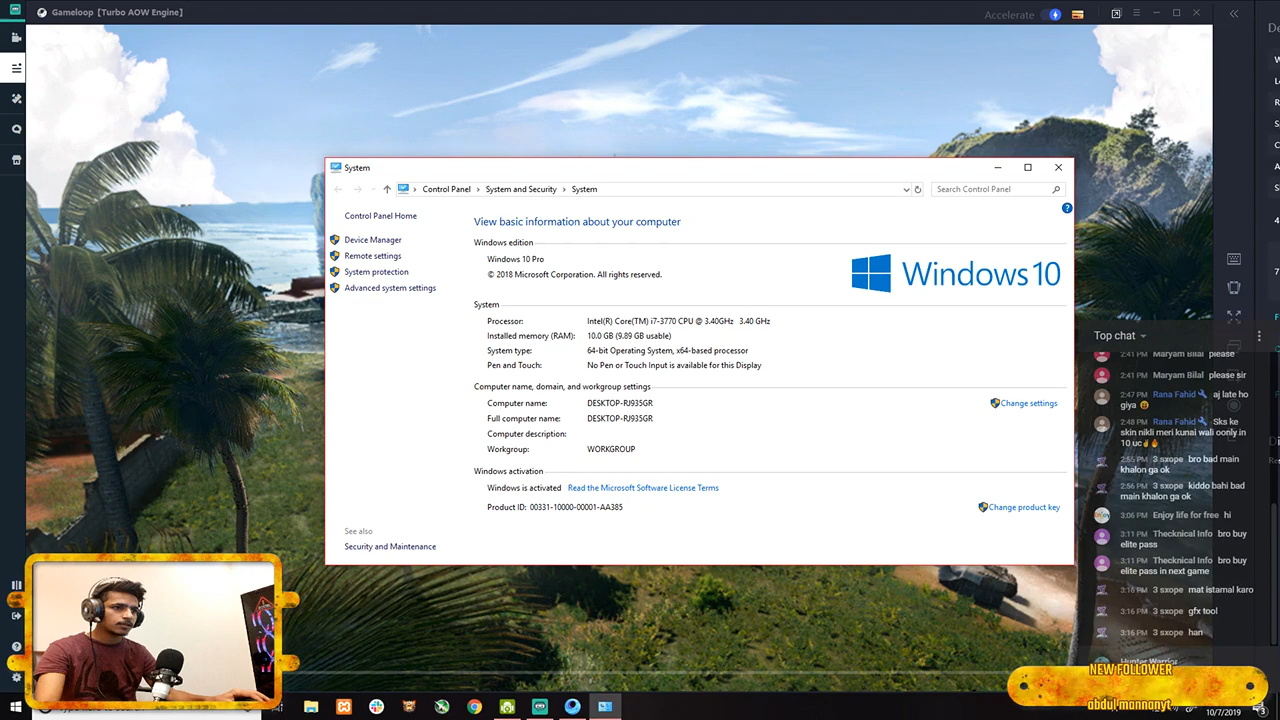 Gameloop [Turbo AOW Engine]
Accelerate
System
Control Panel > System and Security > System
Search Control Panel
Control Panel Home
Device Manager
Remote settings
System protection
Advanced system settings
See also
Security and Maintenance
View basic information about your computer
Windows edition
Windows 10 Pro
© 2018 Microsoft Corporation. All rights reserved.
Windows 10
System
Processor: Intel(R) Core(TM) i7-3770 CPU @ 3.40GHz 3.40 GHz
Installed memory (RAM): 10.0 GB (9.89 GB usable)
System type: 64-bit Operating System, x64-based processor
Pen and Touch: No Pen or Touch Input is available for this Display
Computer name, domain, and workgroup settings
Computer name: DESKTOP-RJ935GR
Change settings
Full computer name: DESKTOP-RJ935GR
Computer description:
Workgroup: WORKGROUP
Windows activation
Windows is activated Read the Microsoft Software License Terms
Product ID: 00331-10000-00001-AA385
Change product key
Top chat
2:41 PM Maryam Bilal please
2:41 PM Maryam Bilal please sir
2:47 PM Rana Fahid aj late ho
giya
2:48 PM Rana Fahid Sks ke
skin nikli meri kunai wali oonly in
10 uc
2:55 PM 3 sxope bro bad main
khalon ga ok
2:56 PM 3 sxope kiddo bahi bad
main khalon ga ok
3:06 PM Enjoy life for free hi
3:11 PM Thecknical Info bro buy
elite pass
3:11 PM Thecknical Info bro buy
elite pass in next game
3:16 PM 3 sxope mat istamal karo
3:16 PM 3 sxope gfx tool
3:16 PM 3 sxope han
Hunter Warrior
NEW FOLLOWER
abdul mannanyt
10/7/2019
3